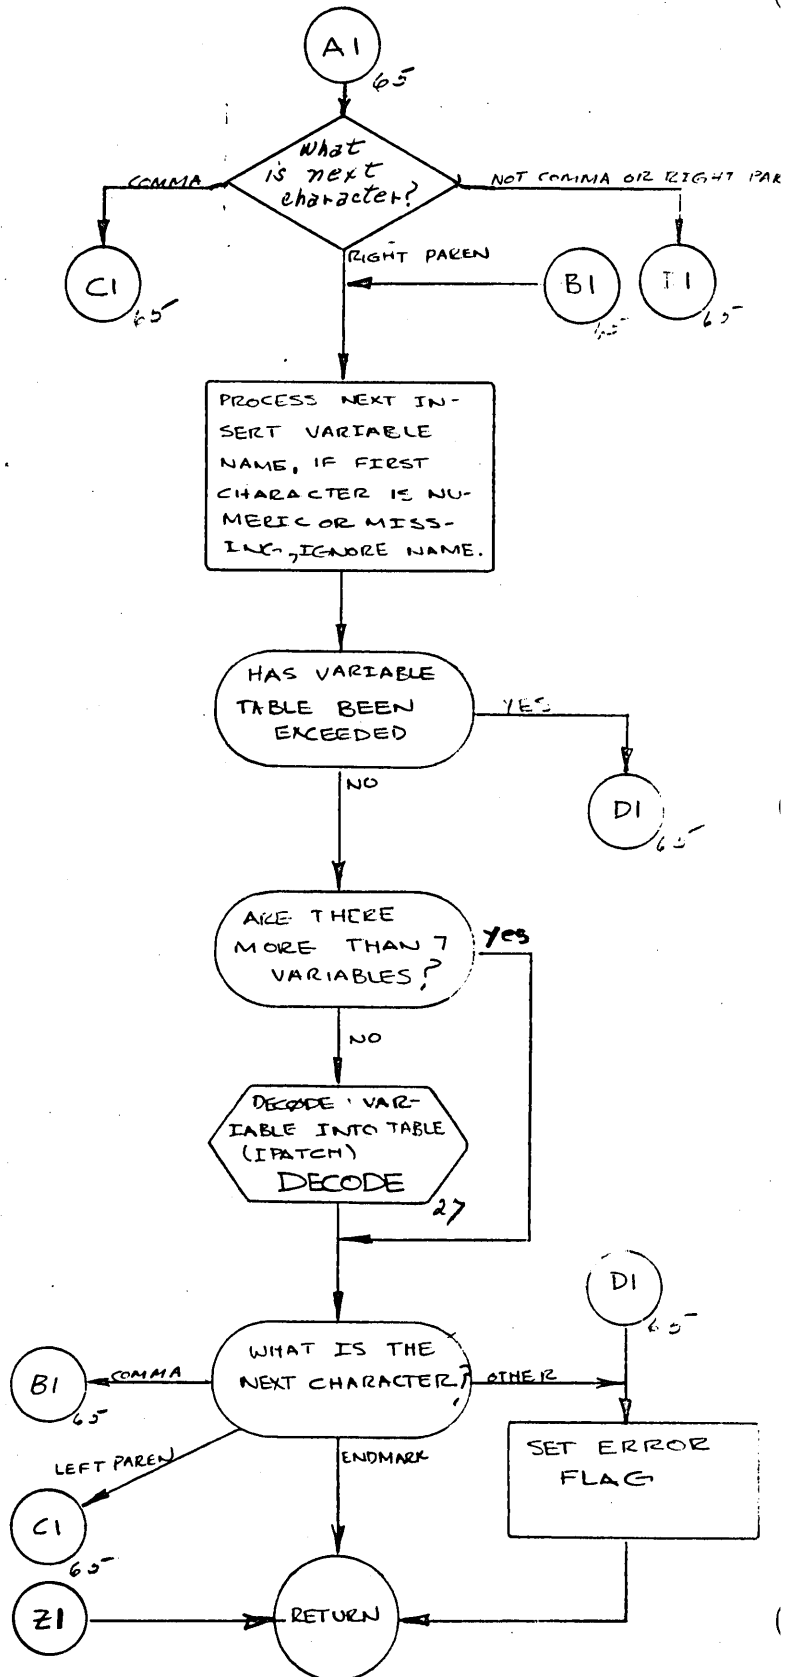 A1
65
What
is next
character?
COMMA
NOT COMMA OR RIGHT PAR
RIGHT PAREN
C1
65
B1
65
D1
65
PROCESS NEXT IN-
SERT VARIABLE
NAME, IF FIRST
CHARACTER IS NU-
MERIC OR MISS-
ING, IGNORE NAME.
HAS VARIABLE
TABLE BEEN
EXCEEDED
YES
NO
D1
65
ARE THERE
MORE THAN 7
VARIABLES?
yes
NO
DECODE VAR-
IABLE INTO TABLE
(IPATCH)
DECODE
27
D1
65
WHAT IS THE
NEXT CHARACTER?
COMMA
B1
65
OTHER
LEFT PAREN
ENDMARK
SET ERROR
FLAG
C1
65
Z1
RETURN